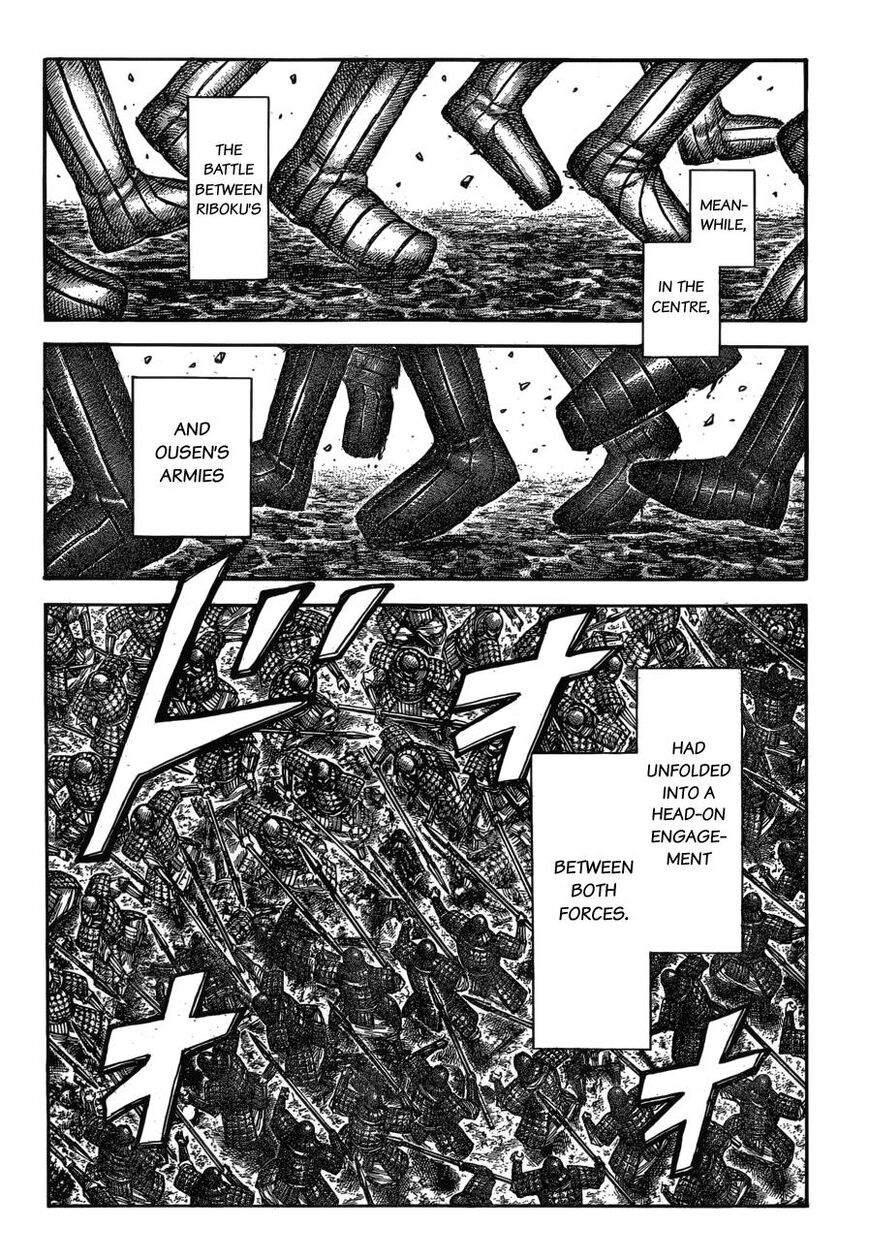 MEAN-
WHILE,
IN THE
CENTRE,
THE
BATTLE
BETWEEN
RIBOKU'S
AND
OUSEN'S
ARMIES
HAD
UNFOLDED
INTO A
HEAD-ON
ENGAGE-
MENT
BETWEEN
BOTH
FORCES.
ドオ
オオ